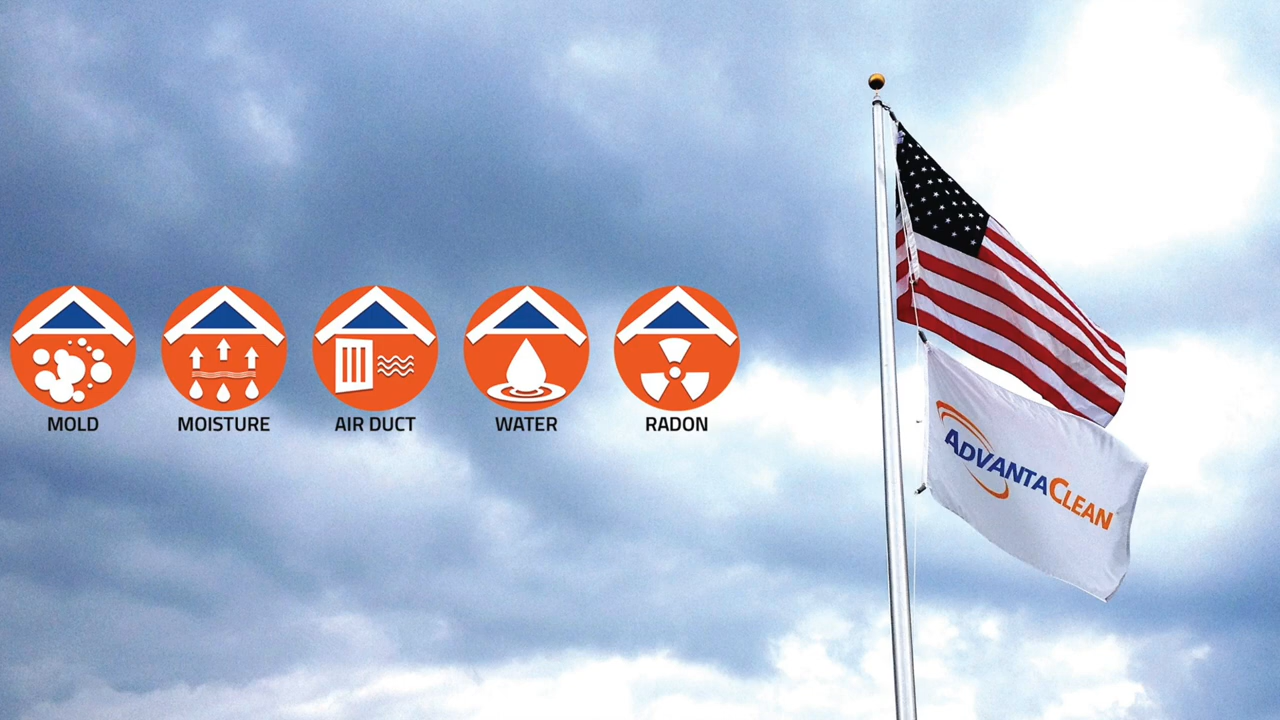 MOLD
MOISTURE
AIR DUCT
WATER
RADON
ADVANTACLEAN